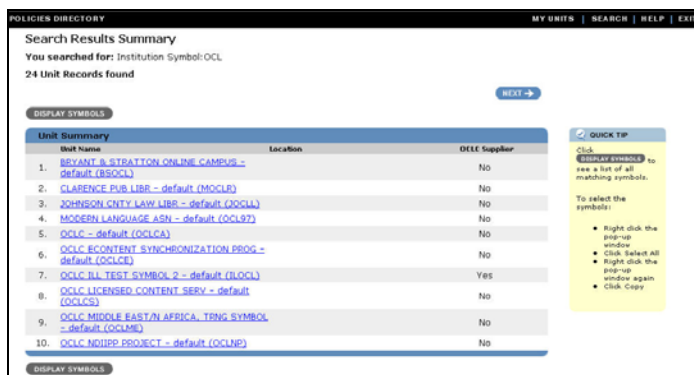 POLICIES DIRECTORY
MY UNITS | SEARCH | HELP | EXIT
Search Results Summary
You searched for: Institution Symbol:OCL
24 Unit Records found
NEXT →
DISPLAY SYMBOLS
Unit Summary
Unit Name Location OCLC Supplier
1. BRYANT & STRATTON ONLINE CAMPUS - default (BSOCL) No
2. CLARENCE PUB LIBR - default (MOCLR) No
3. JOHNSON CNTY LAW LIBR - default (JOCLL) No
4. MODERN LANGUAGE ASN - default (OCL97) No
5. OCLC - default (OCLCA) No
6. OCLC ECONTENT SYNCHRONIZATION PROG - default (OCLCE) No
7. OCLC ILL TEST SYMBOL 2 - default (ILOCL) Yes
8. OCLC LICENSED CONTENT SERV - default (OCLCS) No
9. OCLC MIDDLE EAST/N AFRICA, TRNG SYMBOL - default (OCLME) No
10. OCLC NDIIPP PROJECT - default (OCLNP) No
DISPLAY SYMBOLS
QUICK TIP
Click
DISPLAY SYMBOLS to
see a list of all
matching symbols.
To select the
symbols:
• Right click the
pop-up
window
• Click Select All
• Right click the
pop-up
window again
• Click Copy